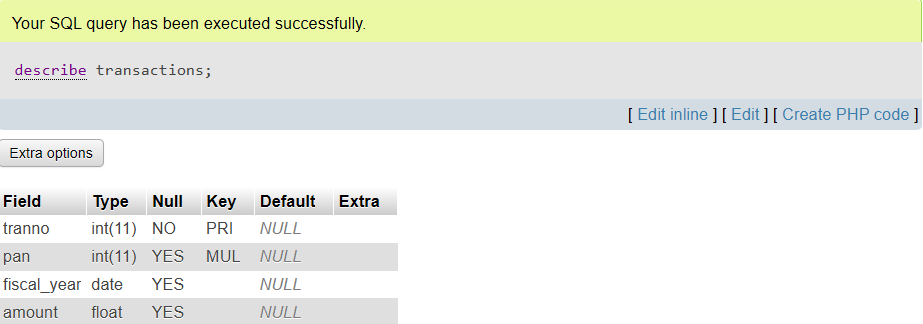 Your SQL query has been executed successfully.
describe transactions;
[ Edit inline ] [ Edit ] [ Create PHP code ]
Extra options
Field Type Null Key Default Extra
tranno int(11) NO PRI NULL
pan int(11) YES MUL NULL
fiscal_year date YES NULL
amount float YES NULL